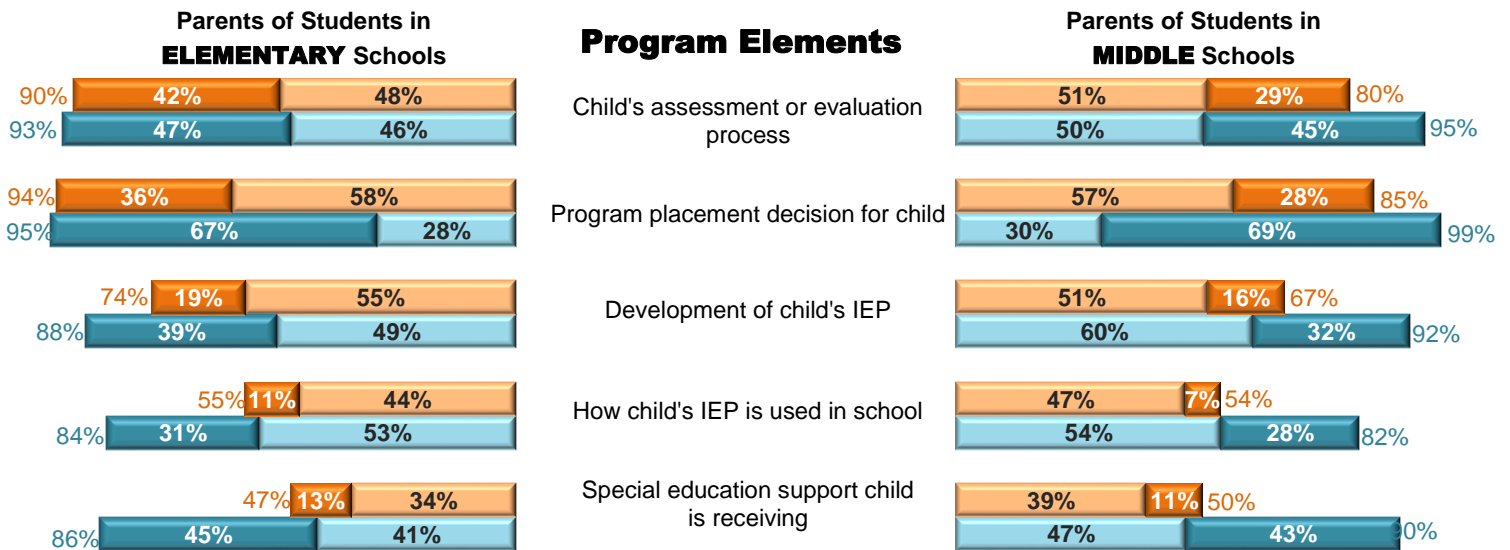 Parents of Students in
ELEMENTARY Schools
Program Elements
Parents of Students in
MIDDLE Schools
90% 42% 48%
93% 47% 46%
Child's assessment or evaluation
process
51% 29% 80%
50% 45% 95%
94% 36% 58%
95% 67% 28%
Program placement decision for child
57% 28% 85%
30% 69% 99%
74% 19% 55%
88% 39% 49%
Development of child's IEP
51% 16% 67%
60% 32% 92%
55% 11% 44%
84% 31% 53%
How child's IEP is used in school
47% 7% 54%
54% 28% 82%
47% 13% 34%
86% 45% 41%
Special education support child
is receiving
39% 11% 50%
47% 43% 90%